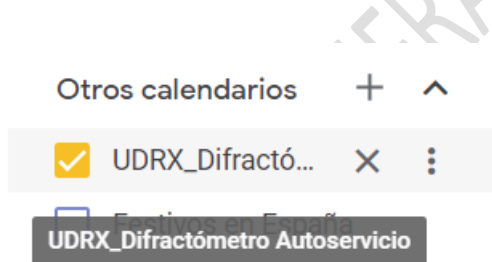 Otros calendarios
UDRX_Difractó...
Festivos en España
UDRX_Difractómetro Autoservicio